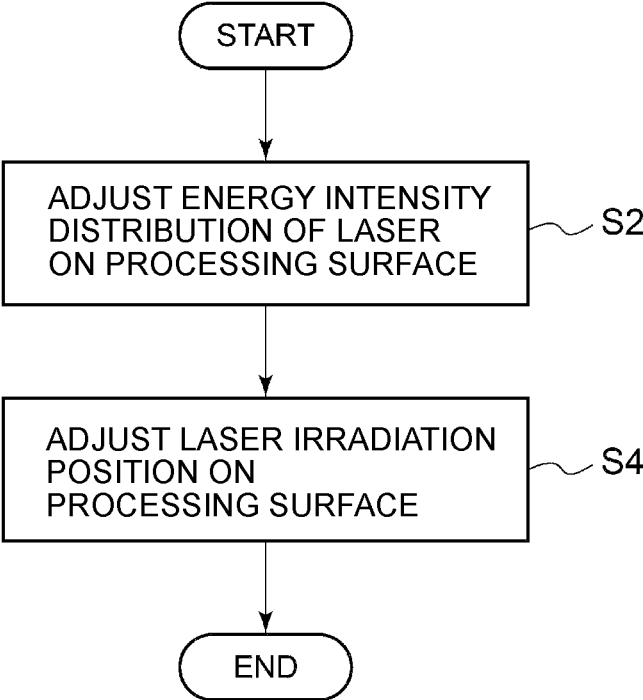 START
ADJUST ENERGY INTENSITY
DISTRIBUTION OF LASER
ON PROCESSING SURFACE
S2
ADJUST LASER IRRADIATION
POSITION ON
PROCESSING SURFACE
S4
END